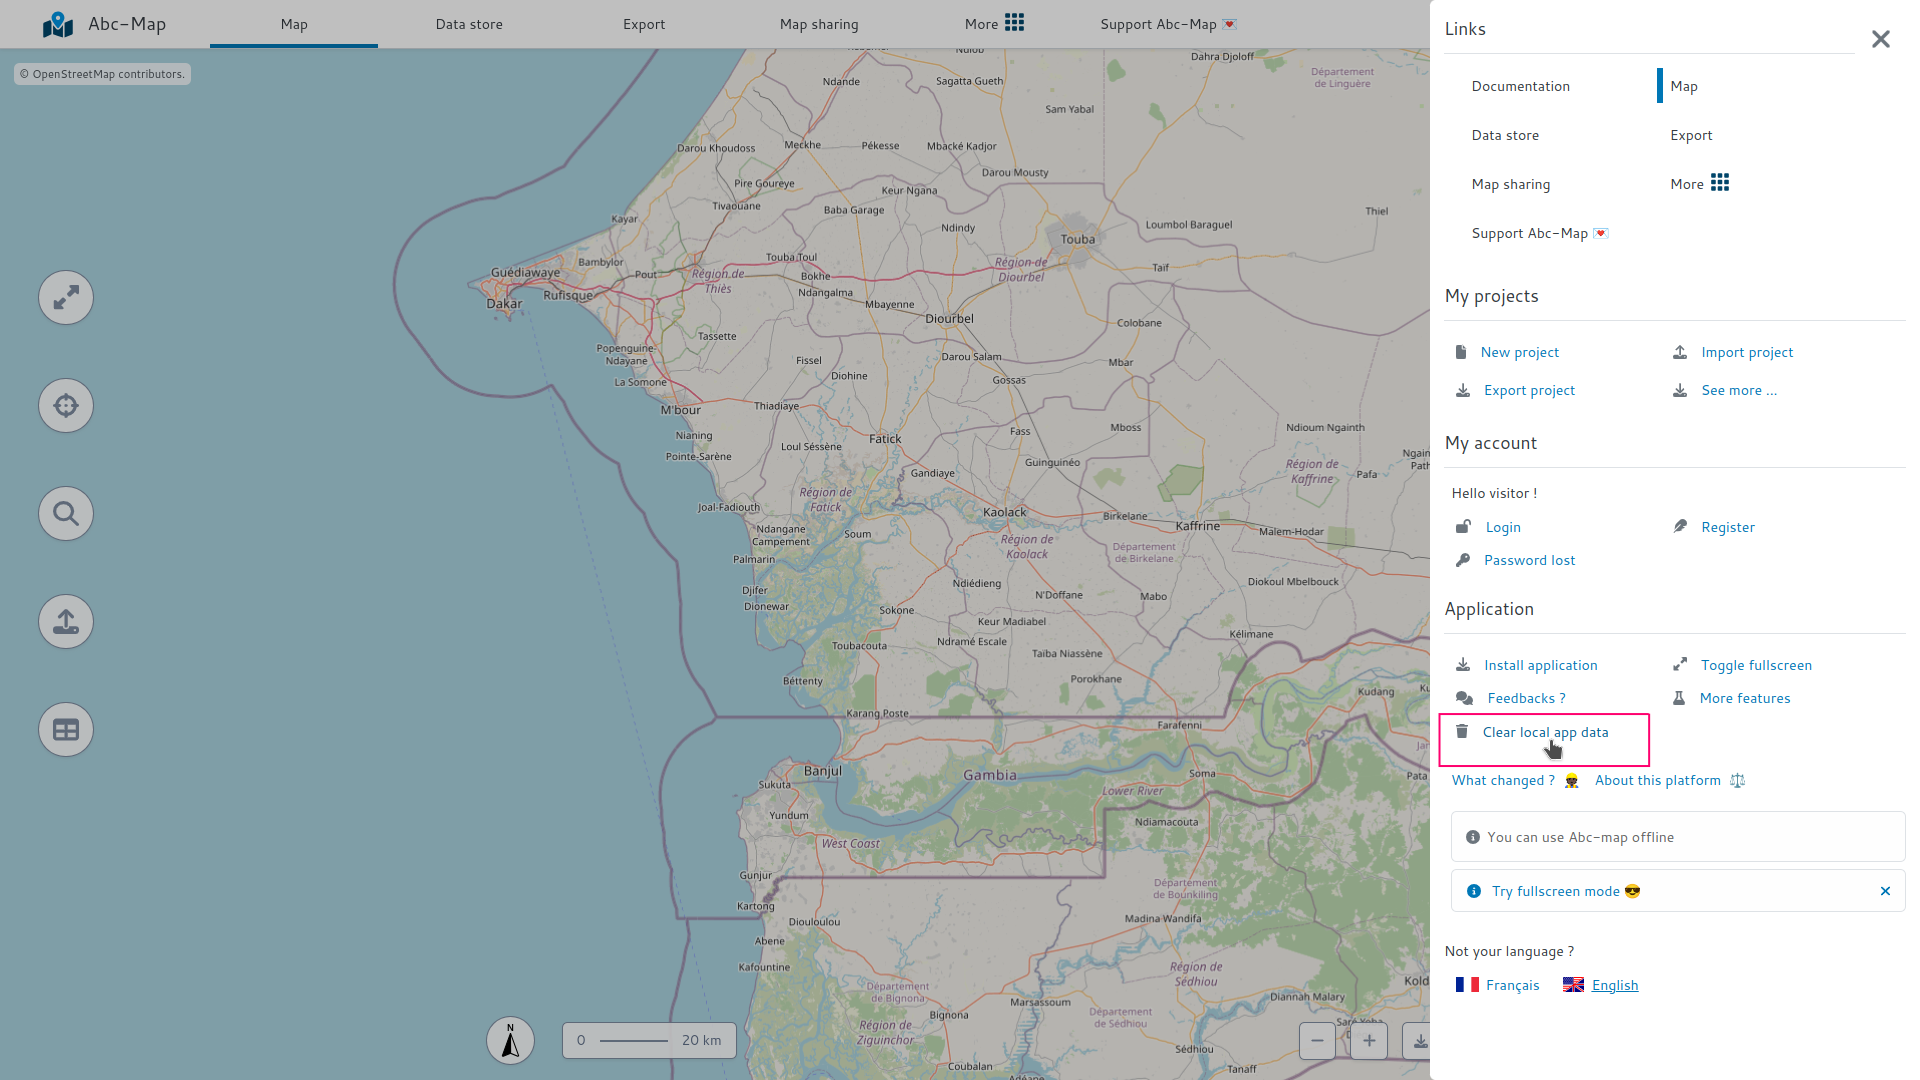 Abc-Map
Map
Data store
Export
Map sharing
More
Support Abc-Map 💌
© OpenStreetMap contributors.
Ndande
Sagatta Gueth
Dahra Djoloff
Département
de Linguère
Sam Yabal
Darou Khoudoss
Meckhe
Pékesse
Mbacké Kadjor
Darou Mousty
Pire Goureye
Keur Ngana
Tivaouane
Baba Garage
Thiel
Kayar
Ndindy
Loumbol Baraguel
Touba
Bambylor
Touba Toul
Région de
Diourbel
Taïf
Guédiawaye
Pout
Région de
Thiès
Bokhe
Dakar
Rufisque
Ndangalma
Mbayenne
Diourbel
Colobane
Tassette
Popenguine-
Ndayane
Fissel
Darou Salam
Mbar
La Somone
Diohine
Gossas
M'bour
Thiadiaye
Nianing
Loul Séssène
Fatick
Fass
Mboss
Ndioum Ngainth
Pointe-Sarène
Guinguinéo
Gandiaye
Région de
Kaffrine
Pafa
Joal-Fadiouth
Région de
Fatick
Kaolack
Birkelane
Kaffrine
Malem-Hodar
Ndangane
Campement
Soum
Région de
Kaolack
Département
de Birkelane
Palmarin
Ndiédieng
Diokoul Mbelbouck
Djifer
N'Doffane
Mabo
Dionewar
Sokone
Keur Madiabel
Kélimane
Toubacouta
Ndramé Escale
Taïba Niassène
Béttenty
Porokhane
Kudang
Karang Poste
Farafenni
Banjul
Gambia
Soma
Sukuta
Lower River
Yundum
Ndiamacouta
West Coast
Gunjur
Département
de Bounkiling
Kartong
Diouloulou
Madina Wandifa
Abene
Kafountine
Région de
Sédhiou
Département
de Bignona
Marsassoum
Diannah Malary
Bignona
Département
de Sédhiou
Région de
Ziguinchor
Sédhiou
Coubalan
Tanaff
N
0
20 km
Links
Documentation
Map
Data store
Export
Map sharing
More
Support Abc-Map 💌
My projects
New project
Import project
Export project
See more ...
My account
Hello visitor !
Login
Register
Password lost
Application
Install application
Toggle fullscreen
Feedbacks ?
More features
Clear local app data
What changed ?
About this platform
You can use Abc-map offline
Try fullscreen mode 😎
Not your language ?
Français
English